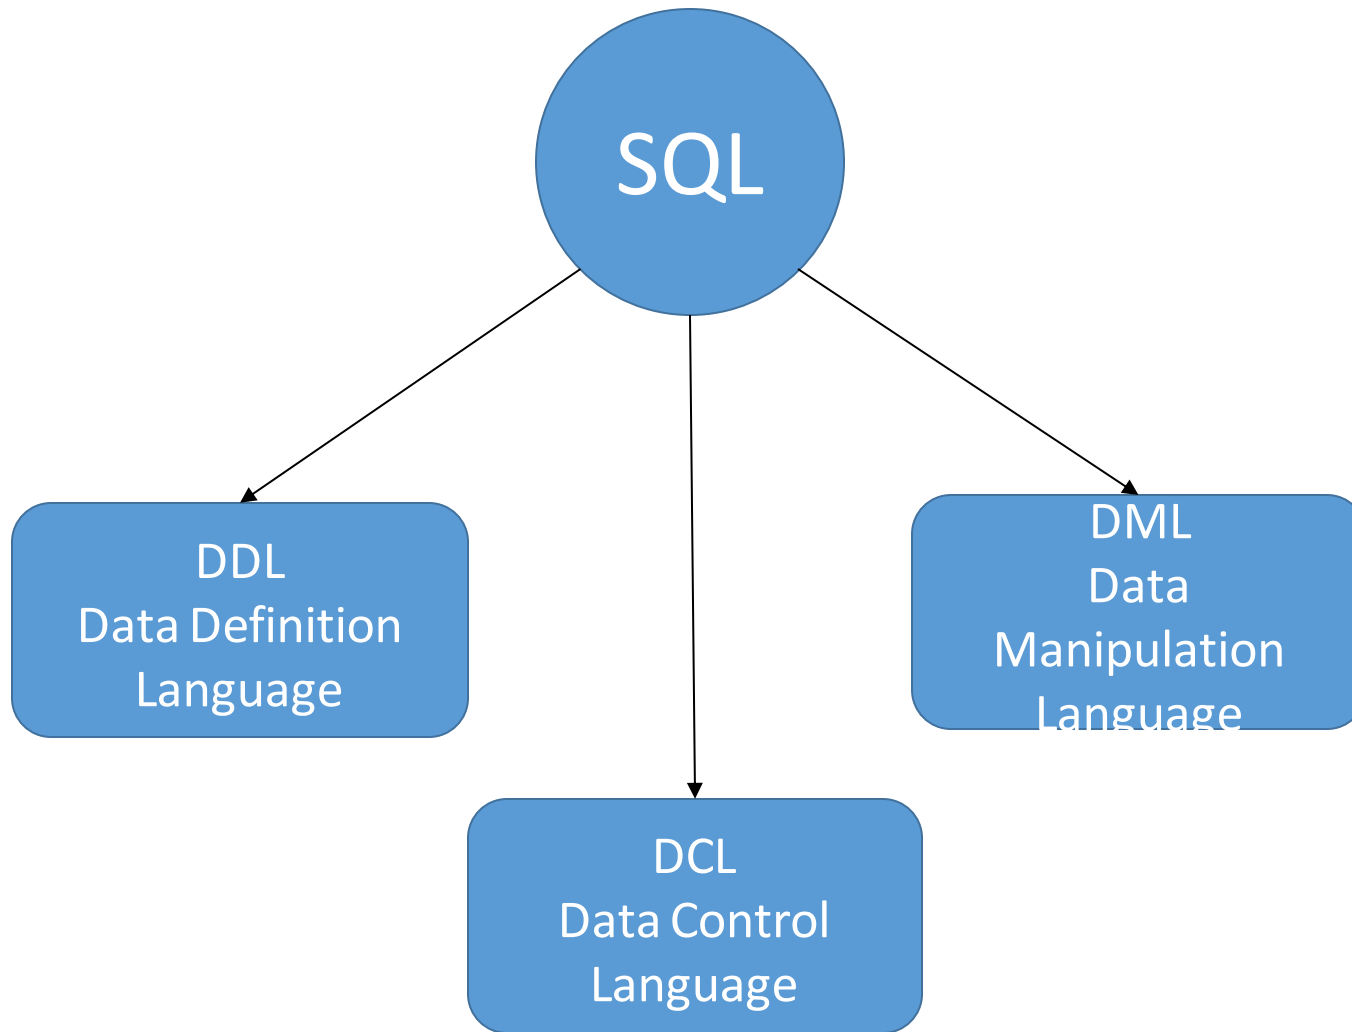 SQL
DDL
Data Definition
Language
DML
Data
Manipulation
Language
DCL
Data Control
Language